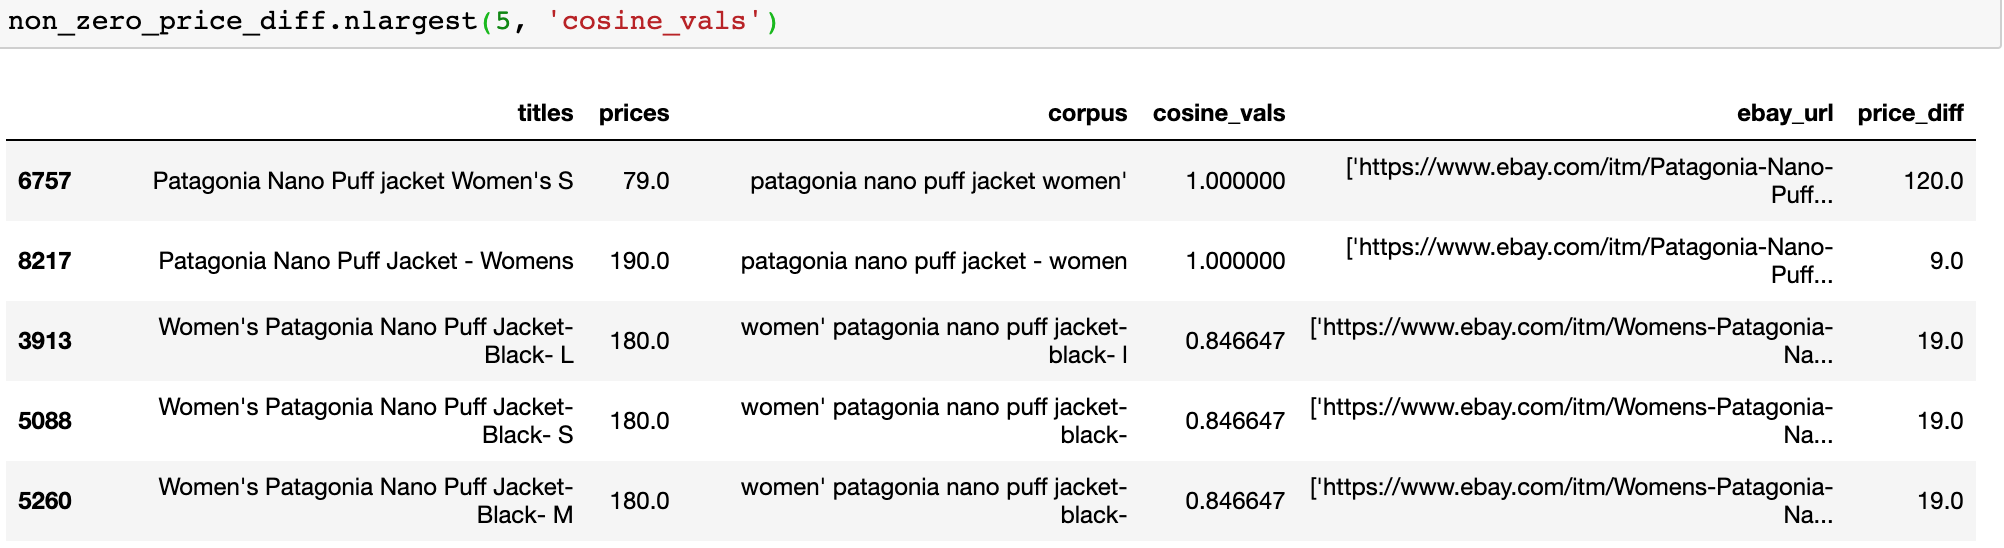 non_zero_price_diff.nlargest(5, 'cosine_vals')
titles prices corpus cosine_vals ebay_url price_diff
6757 Patagonia Nano Puff jacket Women's S 79.0 patagonia nano puff jacket women' 1.000000 ['https://www.ebay.com/itm/Patagonia-Nano-
Puff... 120.0
8217 Patagonia Nano Puff Jacket - Womens 190.0 patagonia nano puff jacket - women 1.000000 ['https://www.ebay.com/itm/Patagonia-Nano-
Puff... 9.0
3913 Women's Patagonia Nano Puff Jacket-
Black- L 180.0 women' patagonia nano puff jacket-
black- l 0.846647 ['https://www.ebay.com/itm/Womens-Patagonia-
Na... 19.0
5088 Women's Patagonia Nano Puff Jacket-
Black- S 180.0 women' patagonia nano puff jacket-
black- 0.846647 ['https://www.ebay.com/itm/Womens-Patagonia-
Na... 19.0
5260 Women's Patagonia Nano Puff Jacket-
Black- M 180.0 women' patagonia nano puff jacket-
black- 0.846647 ['https://www.ebay.com/itm/Womens-Patagonia-
Na... 19.0